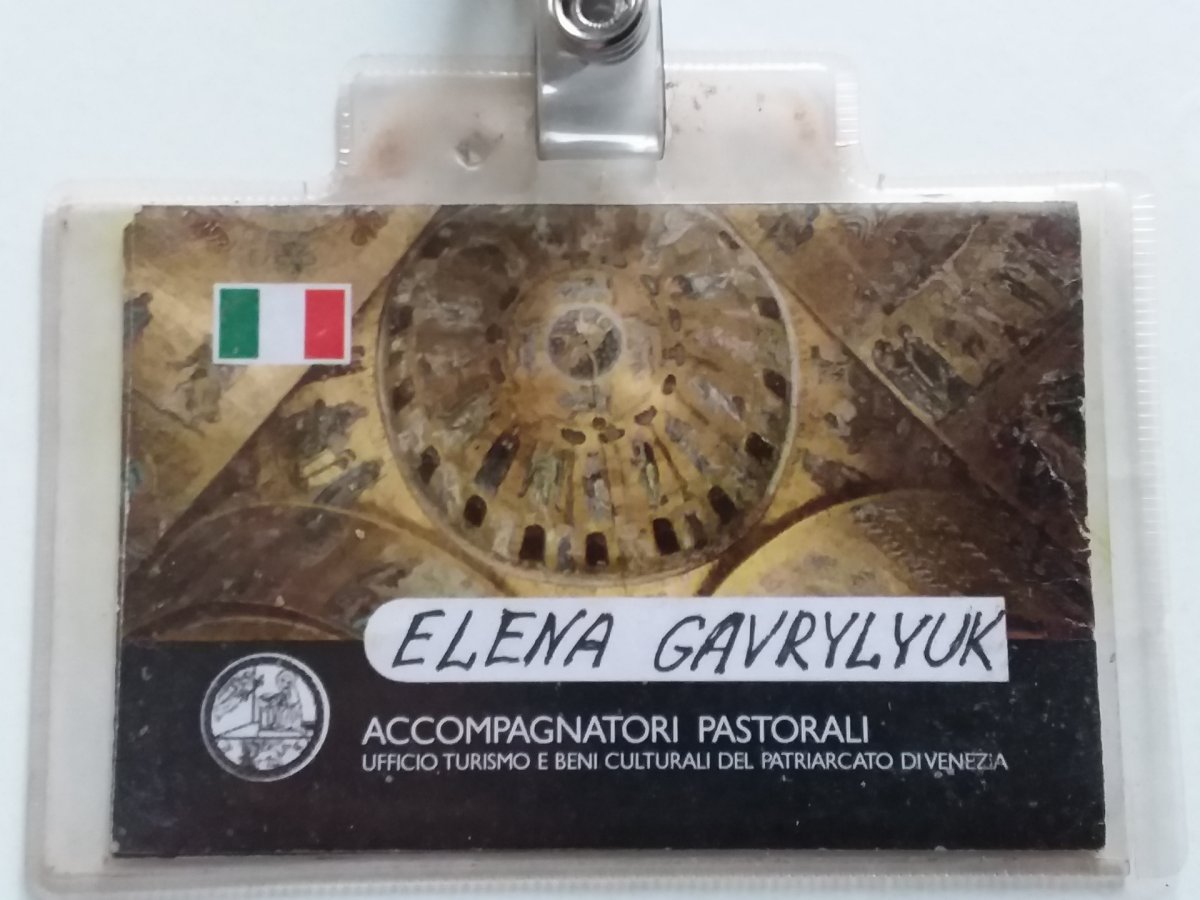 ELENA GAVRYLYUK
ACCOMPAGNATORI PASTORALI
UFFICIO TURISMO E BENI CULTURALI DEL PATRIARCATO DI VENEZIA